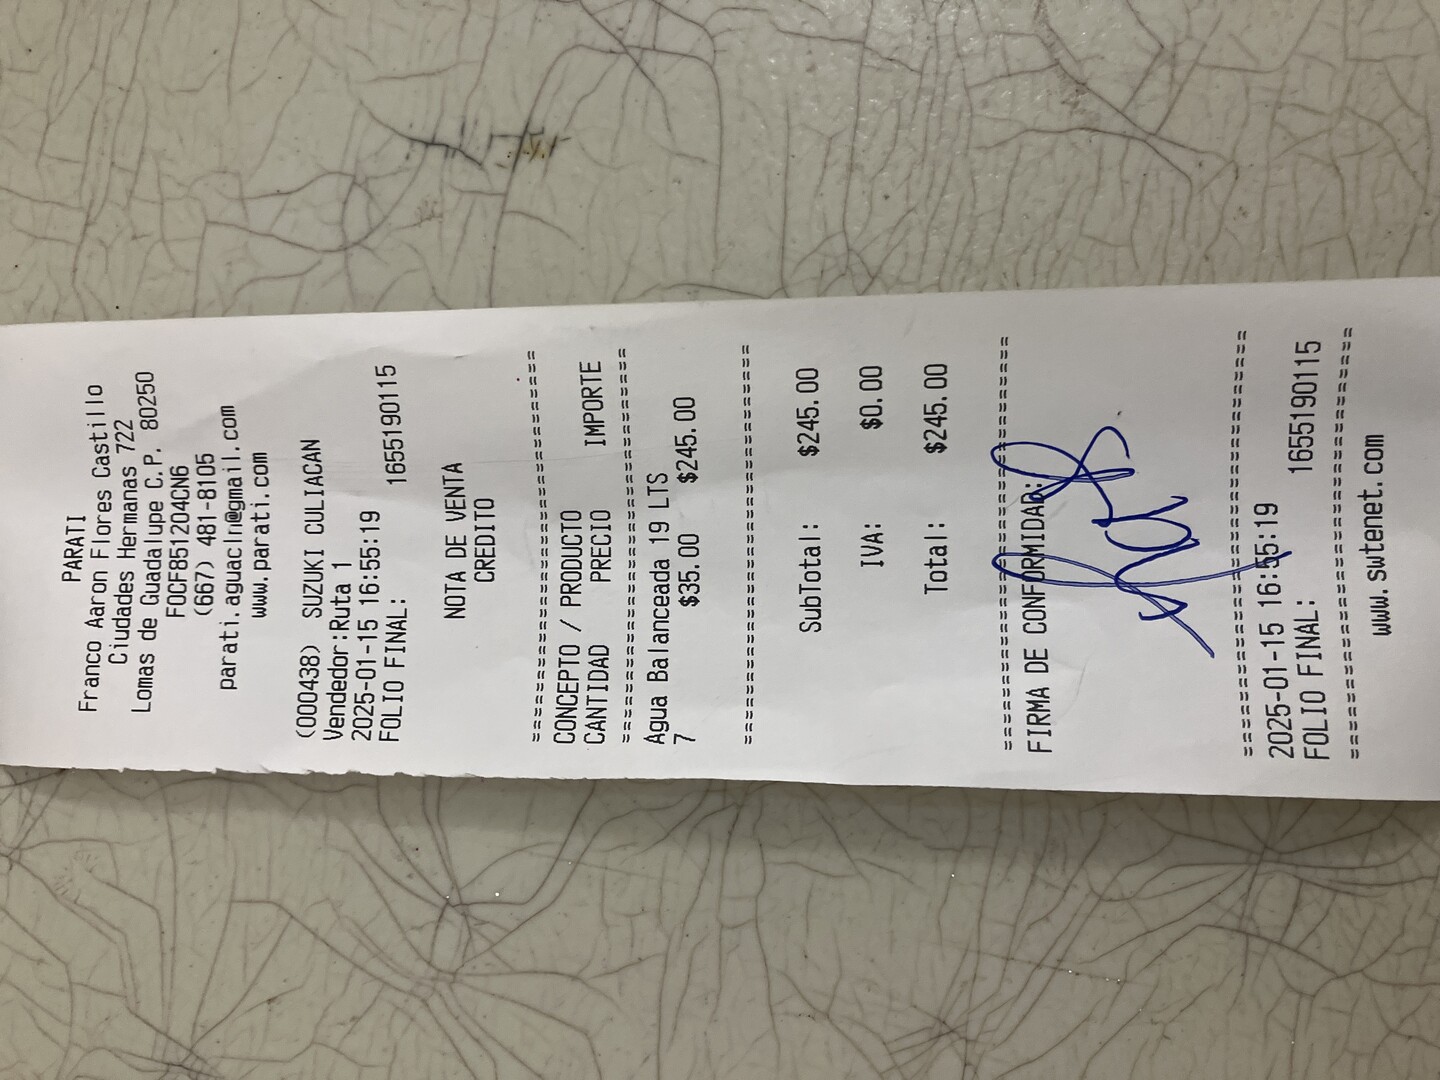 PARATI
Franco Aaron Flores Castillo
Ciudades Hermanas 722
Lomas de Guadalupe C.P. 80250
FOCF851204CN6
(667) 481-8105
parati.aguacln@gmail.com
www.parati.com
(000438) SUZUKI CULIACAN
Vendedor:Ruta 1
2025-01-15 16:55:19
FOLIO FINAL: 1655190115
NOTA DE VENTA
CREDITO
==============================
CONCEPTO / PRODUCTO
CANTIDAD PRECIO IMPORTE
==============================
Agua Balanceada 19 LTS
7 $35.00 $245.00
==============================
SubTotal: $245.00
IVA: $0.00
Total: $245.00
==============================
FIRMA DE CONFORMIDAD:
==============================
2025-01-15 16:55:19
FOLIO FINAL: 1655190115
==============================
www.swtenet.com